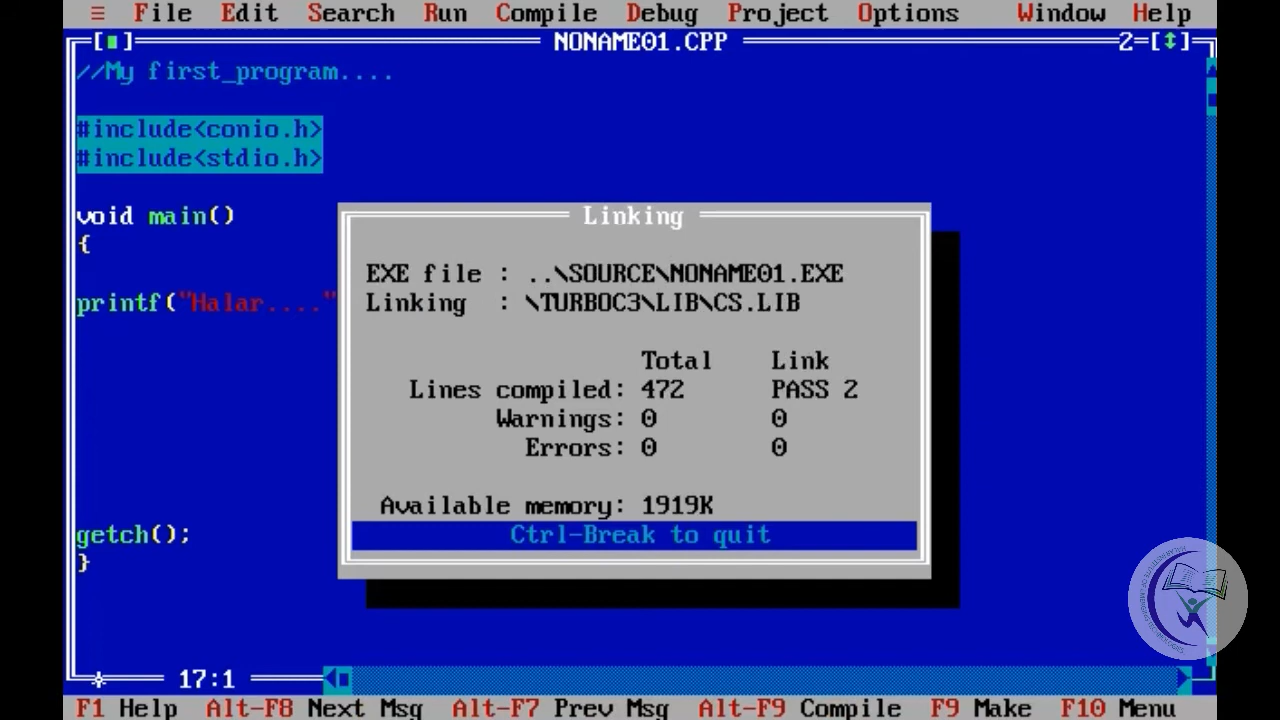 ≡ File Edit Search Run Compile Debug Project Options Window Help
[■] NONAME01.CPP 2=[↕]
//My first_program....
#include<conio.h>
#include<stdio.h>
void main()
{
printf("Halar...."
getch();
}
Linking
EXE file : ..\SOURCE\NONAME01.EXE
Linking : \TURBOC3\LIB\CS.LIB
Total Link
Lines compiled: 472 PASS 2
Warnings: 0 0
Errors: 0 0
Available memory: 1919K
Ctrl-Break to quit
17:1
F1 Help Alt-F8 Next Msg Alt-F7 Prev Msg Alt-F9 Compile F9 Make F10 Menu